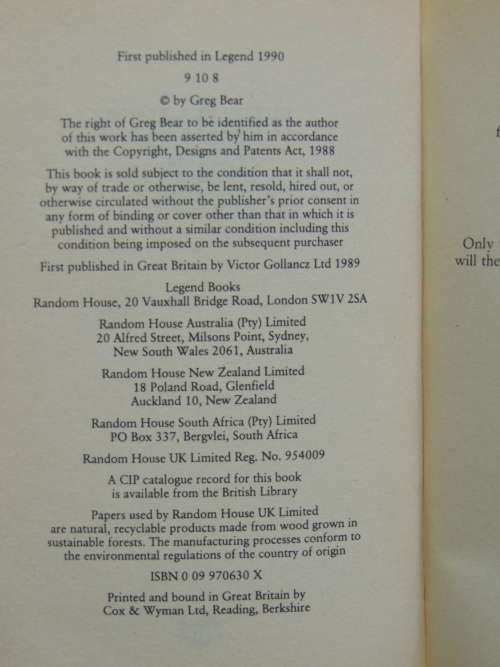 First published in Legend 1990
9 10 8
© by Greg Bear
The right of Greg Bear to be identified as the author
of this work has been asserted by him in accordance
with the Copyright, Designs and Patents Act, 1988
This book is sold subject to the condition that it shall not,
by way of trade or otherwise, be lent, resold, hired out, or
otherwise circulated without the publisher's prior consent in
any form of binding or cover other than that in which it is
published and without a similar condition including this
condition being imposed on the subsequent purchaser
First published in Great Britain by Victor Gollancz Ltd 1989
Legend Books
Random House, 20 Vauxhall Bridge Road, London SW1V 2SA
Random House Australia (Pty) Limited
20 Alfred Street, Milsons Point, Sydney,
New South Wales 2061, Australia
Random House New Zealand Limited
18 Poland Road, Glenfield
Auckland 10, New Zealand
Random House South Africa (Pty) Limited
PO Box 337, Bergvlei, South Africa
Random House UK Limited Reg. No. 954009
A CIP catalogue record for this book
is available from the British Library
Papers used by Random House UK Limited
are natural, recyclable products made from wood grown in
sustainable forests. The manufacturing processes conform to
the environmental regulations of the country of origin
ISBN 0 09 970630 X
Printed and bound in Great Britain by
Cox & Wyman Ltd, Reading, Berkshire
Only
will the